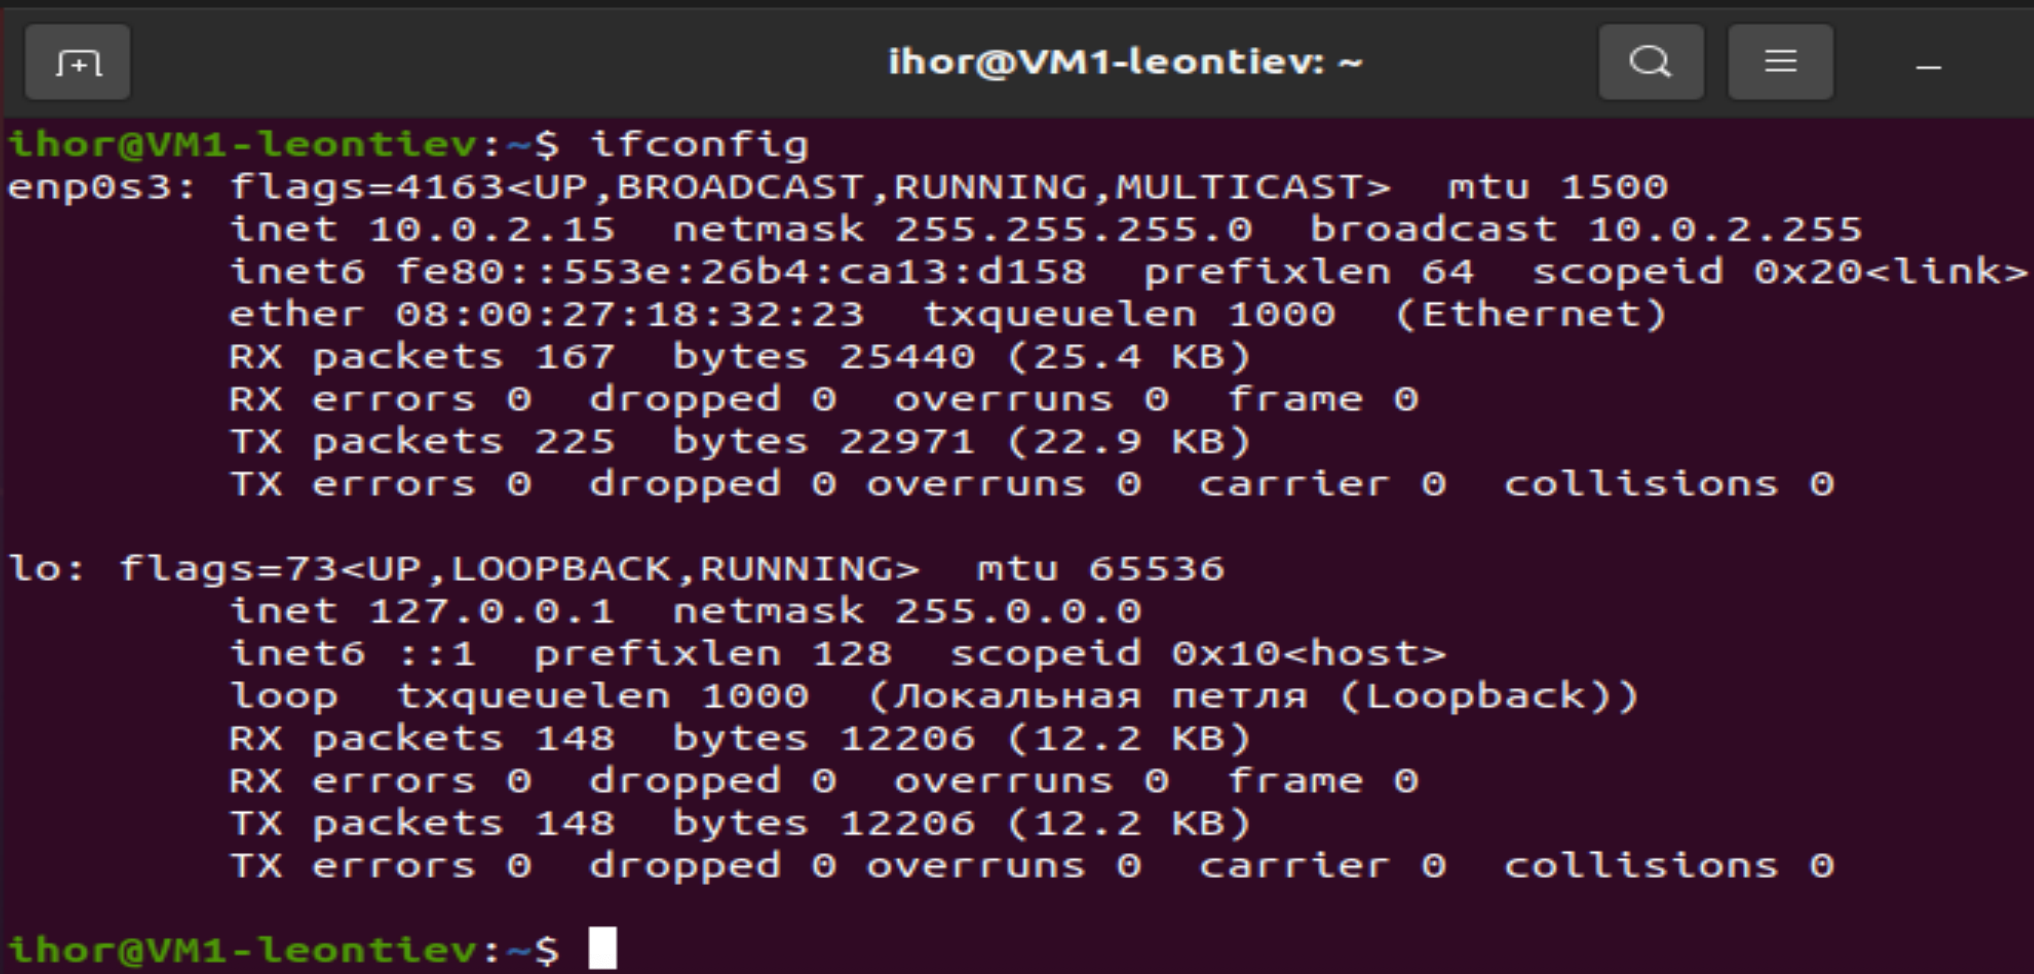 ihor@VM1-leontiev: ~
ihor@VM1-leontiev:~$ ifconfig
enp0s3: flags=4163<UP,BROADCAST,RUNNING,MULTICAST>  mtu 1500
        inet 10.0.2.15  netmask 255.255.255.0  broadcast 10.0.2.255
        inet6 fe80::553e:26b4:ca13:d158  prefixlen 64  scopeid 0x20<link>
        ether 08:00:27:18:32:23  txqueuelen 1000  (Ethernet)
        RX packets 167  bytes 25440 (25.4 KB)
        RX errors 0  dropped 0  overruns 0  frame 0
        TX packets 225  bytes 22971 (22.9 KB)
        TX errors 0  dropped 0 overruns 0  carrier 0  collisions 0
lo: flags=73<UP,LOOPBACK,RUNNING>  mtu 65536
        inet 127.0.0.1  netmask 255.0.0.0
        inet6 ::1  prefixlen 128  scopeid 0x10<host>
        loop  txqueuelen 1000  (Локальная петля (Loopback))
        RX packets 148  bytes 12206 (12.2 KB)
        RX errors 0  dropped 0  overruns 0  frame 0
        TX packets 148  bytes 12206 (12.2 KB)
        TX errors 0  dropped 0 overruns 0  carrier 0  collisions 0
ihor@VM1-leontiev:~$